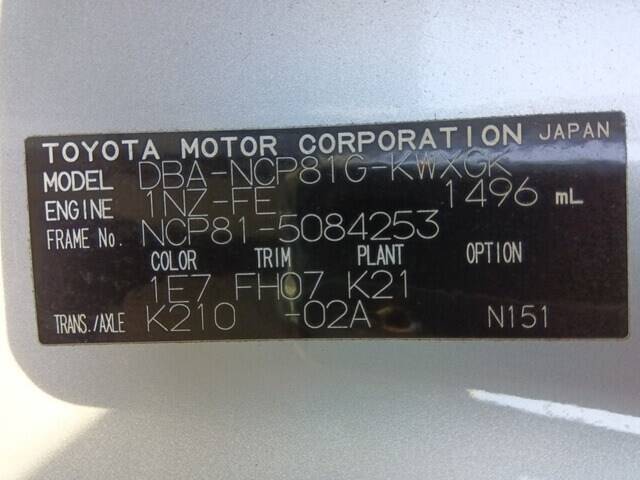 TOYOTA MOTOR CORPORATION JAPAN
MODEL DBA-NCP81G-KWXGK
ENGINE 1NZ-FE 1496 mL
FRAME No. NCP81-5084253
COLOR TRIM PLANT OPTION
1E7 FH07 K21
TRANS./AXLE K210 -02A N151